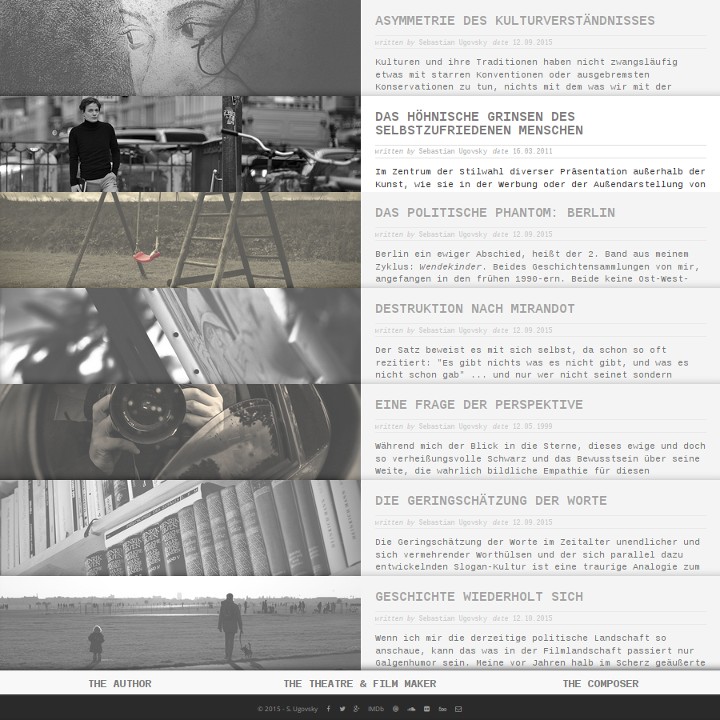 ASYMMETRIE DES KULTURVERSTÄNDNISSES
written by Sebastian Ugovsky date 12.09.2015
Kulturen und ihre Traditionen haben nicht zwangsläufig
etwas mit starren Konventionen oder ausgebremsten
Konservationen zu tun, nichts mit dem was wir mit der
DAS HÖHNISCHE GRINSEN DES
SELBSTZUFRIEDENEN MENSCHEN
written by Sebastian Ugovsky date 15.03.2011
Im Zentrum der Stilwahl diverser Präsentation außerhalb der
Kunst, wie sie in der Werbung oder der Außendarstellung von
DAS POLITISCHE PHANTOM: BERLIN
written by Sebastian Ugovsky date 12.09.2015
Berlin ein ewiger Abschied, heißt der 2. Band aus meinem
Zyklus: Wendekinder. Beides Geschichtensammlungen von mir,
angefangen in den frühen 1990-ern. Beide keine Ost-West-
DESTRUKTION NACH MIRANDOT
written by Sebastian Ugovsky date 12.09.2015
Der Satz beweist es mit sich selbst, da schon so oft
rezitiert: "Es gibt nichts was es nicht gibt, und was es
nicht schon gab" ... und nur wer nicht seinet sondern
EINE FRAGE DER PERSPEKTIVE
written by Sebastian Ugovsky date 12.05.1999
Während mich der Blick in die Sterne, dieses ewige und doch
so verheißungsvolle Schwarz und das Bewusstsein über seine
Weite, die wahrlich bildliche Empathie für diesen
DIE GERINGSCHÄTZUNG DER WORTE
written by Sebastian Ugovsky date 12.09.2015
Die Geringschätzung der Worte im Zeitalter unendlicher und
sich vermehrender Worthülsen und der sich parallel dazu
entwickelnden Slogan-Kultur ist eine traurige Analogie zum
GESCHICHTE WIEDERHOLT SICH
written by Sebastian Ugovsky date 12.10.2015
Wenn ich mir die derzeitige politische Landschaft so
anschaue, kann das was in der Filmlandschaft passiert nur
Galgenhumor sein. Meine vor Jahren halb im Scherz geäußerte
THE AUTHOR THE THEATRE & FILM MAKER THE COMPOSER
© 2015 - S. Ugovsky IMDb